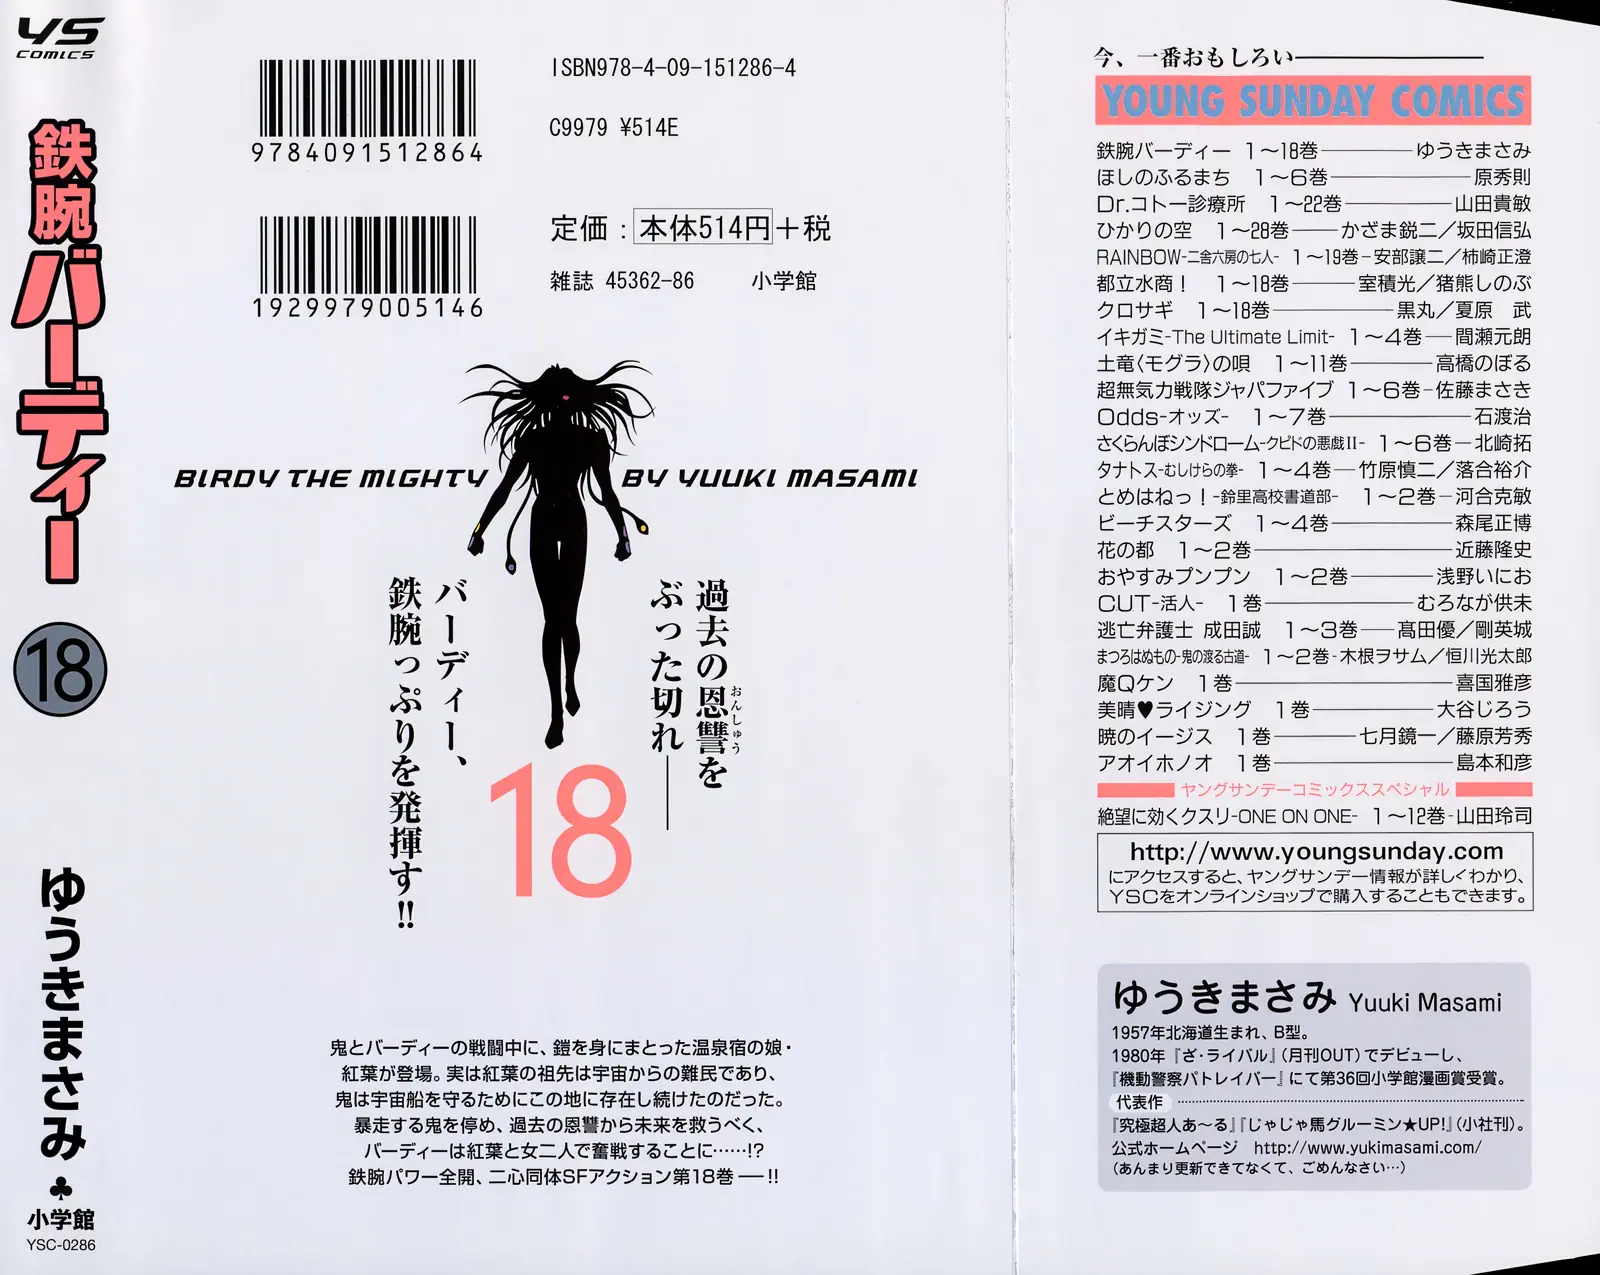 YS
COMICS
鉄腕バーディー
18
ゆうきまさみ
♣
小学館
YSC-0286
9784091512864
ISBN978-4-09-151286-4
C9979 ¥514E
1929979005146
定価：本体514円＋税
雑誌 45362-86 小学館
BIRDY THE MIGHTY BY YUUKI MASAMI
過去の恩讐を
おんしゅう
ぶった切れ――
バーディー、
鉄腕っぷりを発揮す!!
18
鬼とバーディーの戦闘中に、鎧を身にまとった温泉宿の娘・
紅葉が登場。実は紅葉の祖先は宇宙からの難民であり、
鬼は宇宙船を守るためにこの地に存在し続けたのだった。
暴走する鬼を停め、過去の恩讐から未来を救うべく、
バーディーは紅葉と女二人で奮戦することに……!?
鉄腕パワー全開、二心同体SFアクション第18巻――!!
今、一番おもしろい――
YOUNG SUNDAY COMICS
鉄腕バーディー 1〜18巻――ゆうきまさみ
ほしのふるまち 1〜6巻――原秀則
Dr.コトー診療所 1〜22巻――山田貴敏
ひかりの空 1〜28巻――かざま鋭二／坂田信弘
RAINBOW-二舎六房の七人- 1〜19巻－安部譲二／柿崎正澄
都立水商！ 1〜18巻――室積光／猪熊しのぶ
クロサギ 1〜18巻――黒丸／夏原 武
イキガミ-The Ultimate Limit- 1〜4巻―間瀬元朗
土竜〈モグラ〉の唄 1〜11巻――高橋のぼる
超無気力戦隊ジャパファイブ 1〜6巻－佐藤まさき
Odds-オッズ- 1〜7巻――石渡治
さくらんぼシンドローム-クピドの悪戯II- 1〜6巻―北崎拓
タナトス-むしけらの拳- 1〜4巻―竹原慎二／落合裕介
とめはねっ！-鈴里高校書道部- 1〜2巻－河合克敏
ビーチスターズ 1〜4巻――森尾正博
花の都 1〜2巻――近藤隆史
おやすみプンプン 1〜2巻――浅野いにお
CUT-活人- 1巻――むろなが供未
逃亡弁護士 成田誠 1〜3巻――髙田優／剛英城
まつろはぬもの-鬼の渡る古道- 1〜2巻－木根ヲサム／恒川光太郎
魔Qケン 1巻――喜国雅彦
美晴♥ライジング 1巻――大谷じろう
暁のイージス 1巻――七月鏡一／藤原芳秀
アオイホノオ 1巻――島本和彦
ヤングサンデーコミックススペシャル
絶望に効くクスリ-ONE ON ONE- 1〜12巻－山田玲司
http://www.youngsunday.com
にアクセスすると、ヤングサンデー情報が詳しくわかり、
YSCをオンラインショップで購入することもできます。
ゆうきまさみ Yuuki Masami
1957年北海道生まれ、B型。
1980年『ざ・ライバル』（月刊OUT）でデビューし、
『機動警察パトレイバー』にて第36回小学館漫画賞受賞。
代表作
『究極超人あ〜る』『じゃじゃ馬グルーミン★UP!』（小社刊）。
公式ホームページ http://www.yukimasami.com/
（あんまり更新できてなくて、ごめんなさい…）